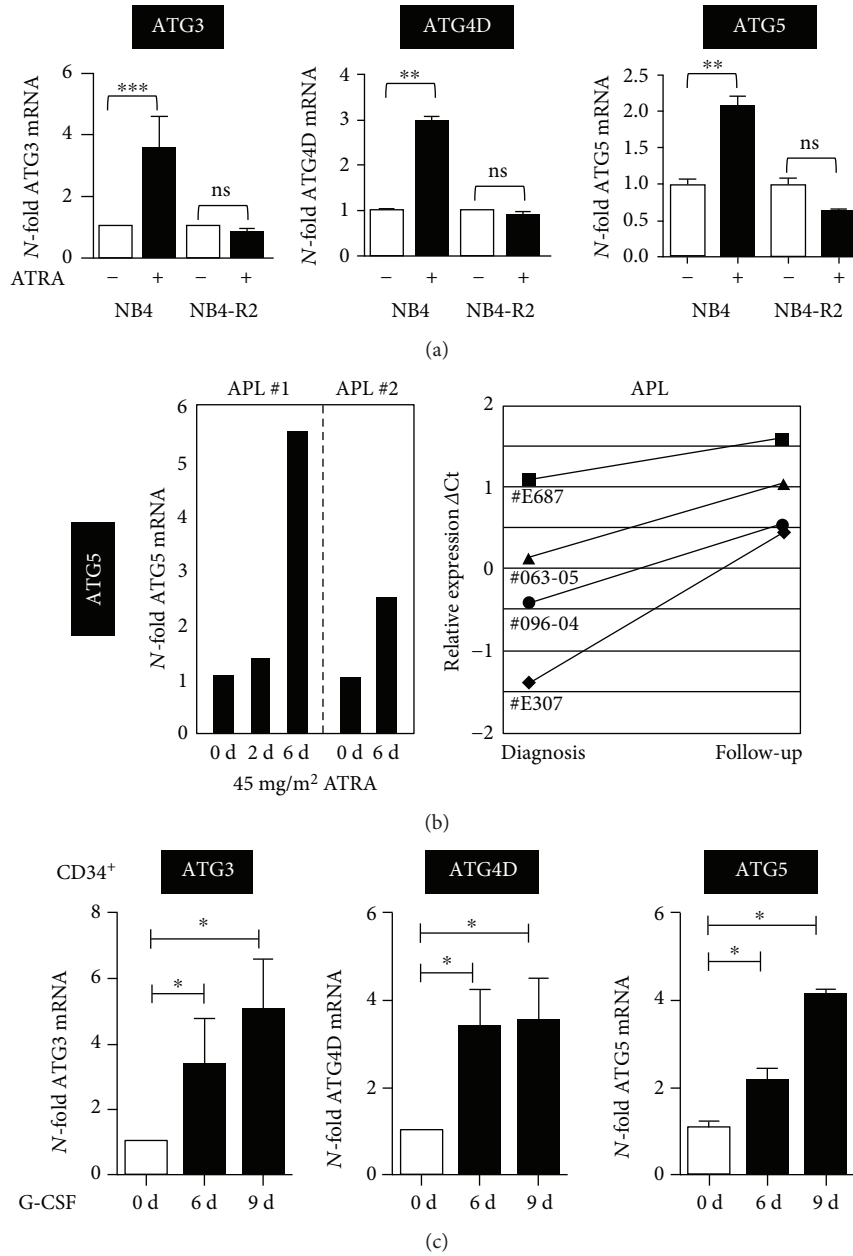 ATG3 ATG4D ATG5
N-fold ATG3 mRNA
6
4
2
0
***
ns
N-fold ATG4D mRNA
4
3
2
1
0
**
ns
N-fold ATG5 mRNA
2.5
2.0
1.5
1.0
0.5
0.0
**
ns
ATRA − + − + − + − + − + − +
NB4 NB4-R2 NB4 NB4-R2 NB4 NB4-R2
(a)
ATG5
APL #1 APL #2
N-fold ATG5 mRNA
6
5
4
3
2
1
0
0 d 2 d 6 d 0 d 6 d
45 mg/m² ATRA
APL
Relative expression ΔCt
2
1
0
−1
−2
#E687
#063-05
#096-04
#E307
Diagnosis Follow-up
(b)
CD34⁺ ATG3 ATG4D ATG5
N-fold ATG3 mRNA
8
6
4
2
0
*
*
N-fold ATG4D mRNA
6
4
2
0
*
*
N-fold ATG5 mRNA
6
4
2
0
*
*
G-CSF 0 d 6 d 9 d 0 d 6 d 9 d 0 d 6 d 9 d
(c)